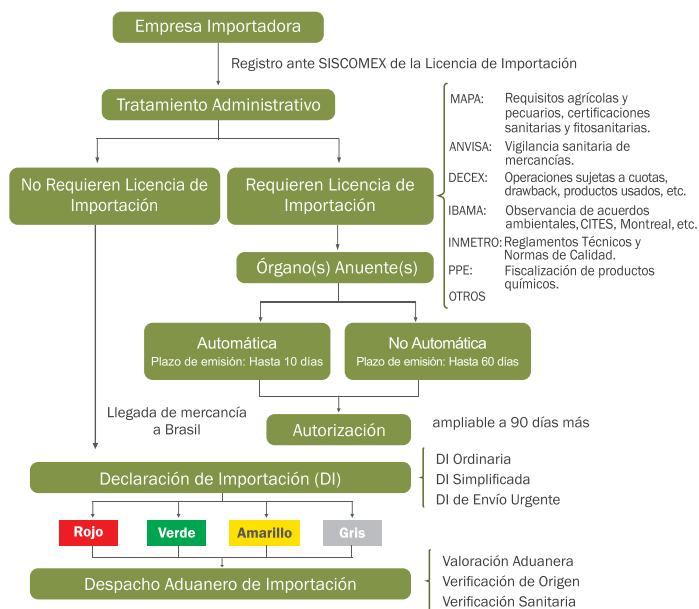 Empresa Importadora
Registro ante SISCOMEX de la Licencia de Importación
Tratamiento Administrativo
No Requieren Licencia de
Importación
Requieren Licencia de
Importación
MAPA: Requisitos agrícolas y
pecuarios, certificaciones
sanitarias y fitosanitarias.
ANVISA: Vigilancia sanitaria de
mercancías.
DECEX: Operaciones sujetas a cuotas,
drawback, productos usados, etc.
IBAMA: Observancia de acuerdos
ambientales, CITES, Montreal, etc.
INMETRO: Reglamentos Técnicos y
Normas de Calidad.
PPE: Fiscalización de productos
químicos.
OTROS
Órgano(s) Anuente(s)
Automática
Plazo de emisión: Hasta 10 días
No Automática
Plazo de emisión: Hasta 60 días
Llegada de mercancía
a Brasil
Autorización
ampliable a 90 días más
Declaración de Importación (DI)
DI Ordinaria
DI Simplificada
DI de Envío Urgente
Rojo
Verde
Amarillo
Gris
Despacho Aduanero de Importación
Valoración Aduanera
Verificación de Origen
Verificación Sanitaria